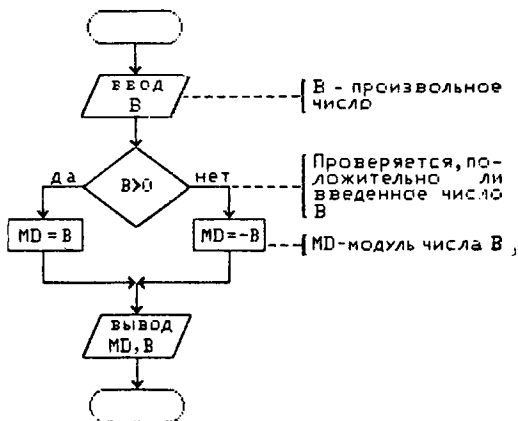 ВВОД
B
B - произвольное
число
да
B>0
нет
Проверяется, по-
ложительно ли
введенное число
B
MD=B
MD=-B
MD-модуль числа B,
ВЫВОД
MD, B